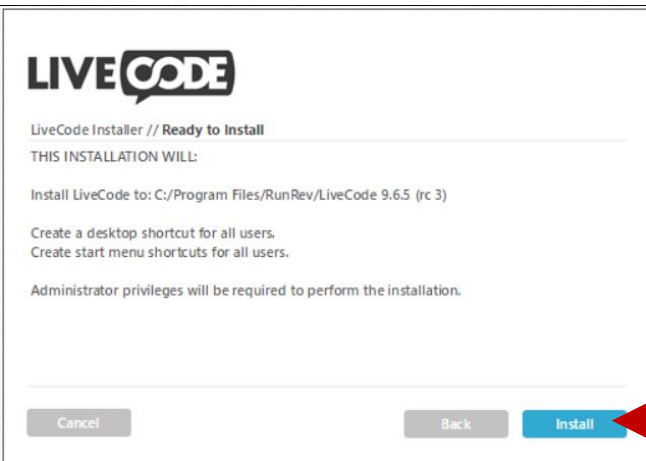 LIVECODE
LiveCode Installer // Ready to Install
THIS INSTALLATION WILL:
Install LiveCode to: C:/Program Files/RunRev/LiveCode 9.6.5 (rc 3)
Create a desktop shortcut for all users.
Create start menu shortcuts for all users.
Administrator privileges will be required to perform the installation.
Cancel Back Install